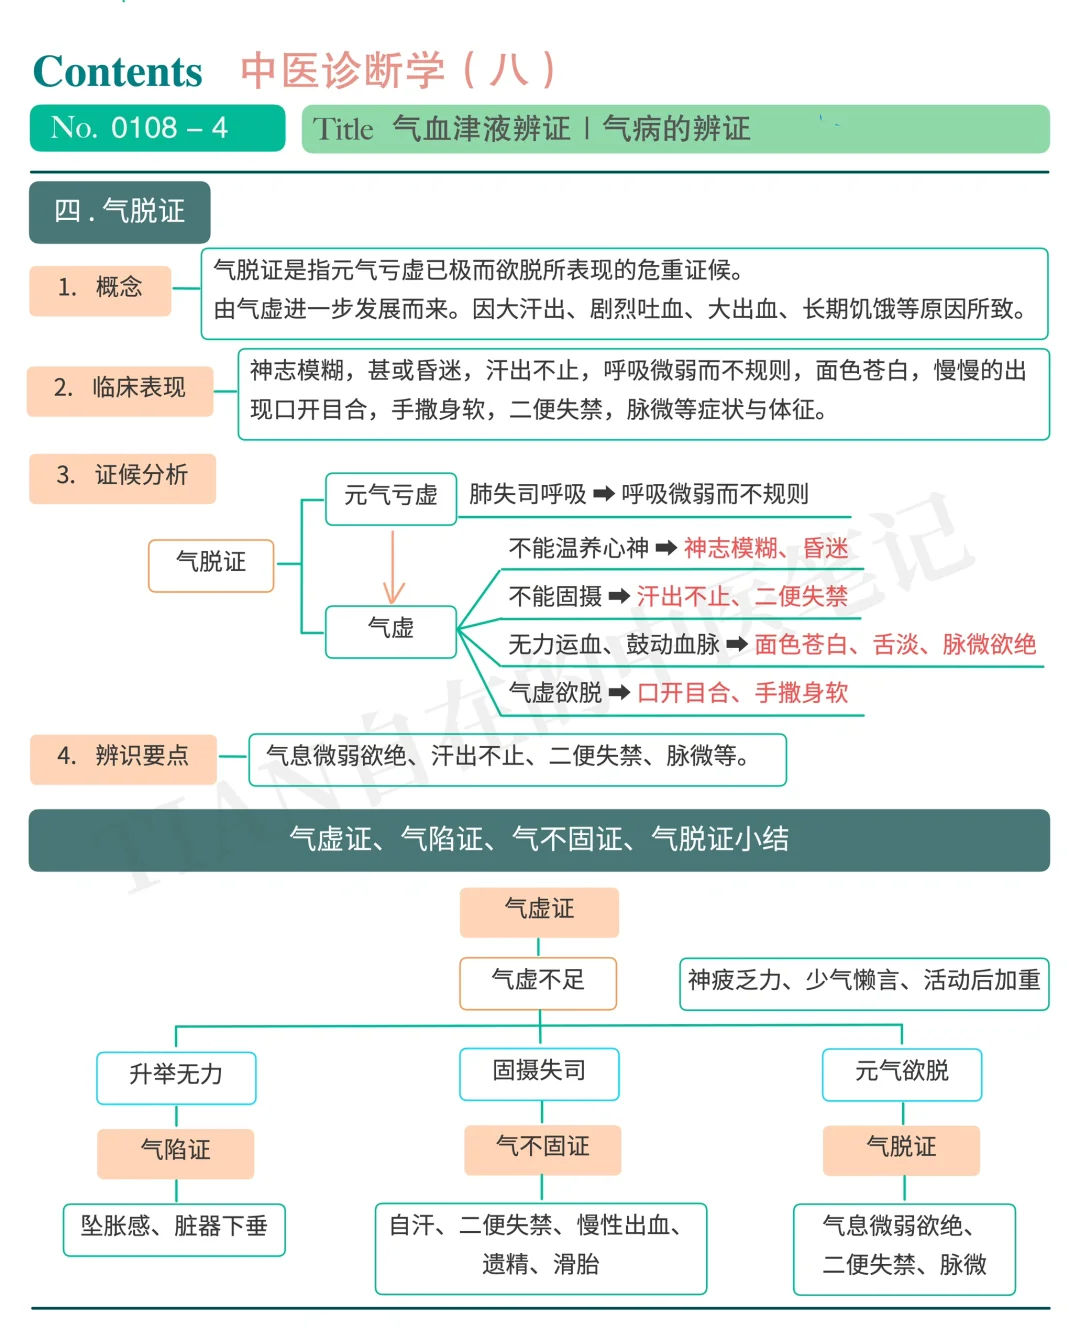 Contents 中医诊断学（八）
No. 0108 – 4
Title 气血津液辨证 | 气病的辨证
四 . 气脱证
1. 概念
气脱证是指元气亏虚已极而欲脱所表现的危重证候。
由气虚进一步发展而来。因大汗出、剧烈吐血、大出血、长期饥饿等原因所致。
2. 临床表现
神志模糊，甚或昏迷，汗出不止，呼吸微弱而不规则，面色苍白，慢慢的出
现口开目合，手撒身软，二便失禁，脉微等症状与体征。
3. 证候分析
气脱证
元气亏虚
肺失司呼吸 ➡ 呼吸微弱而不规则
气虚
不能温养心神 ➡ 神志模糊、昏迷
不能固摄 ➡ 汗出不止、二便失禁
无力运血、鼓动血脉 ➡ 面色苍白、舌淡、脉微欲绝
气虚欲脱 ➡ 口开目合、手撒身软
4. 辨识要点
气息微弱欲绝、汗出不止、二便失禁、脉微等。
TIAN自在的中医笔记
气虚证、气陷证、气不固证、气脱证小结
气虚证
气虚不足
神疲乏力、少气懒言、活动后加重
升举无力
固摄失司
元气欲脱
气陷证
气不固证
气脱证
坠胀感、脏器下垂
自汗、二便失禁、慢性出血、
遗精、滑胎
气息微弱欲绝、
二便失禁、脉微